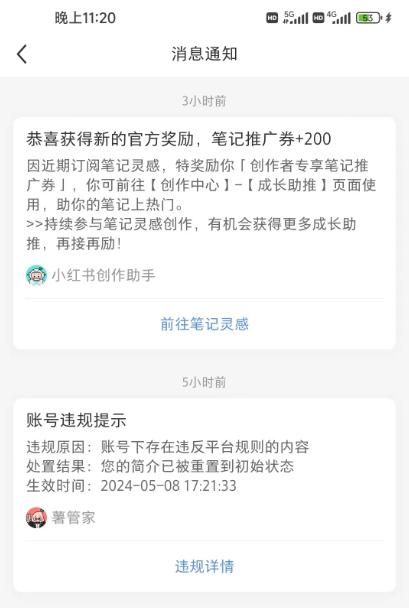 晚上11:20
HD 5G HD 4G 53
消息通知
3小时前
恭喜获得新的官方奖励，笔记推广券+200
因近期订阅笔记灵感，特奖励你「创作者专享笔记推
广券」，你可前往【创作中心】-【成长助推】页面使
用，助你的笔记上热门。
>>持续参与笔记灵感创作，有机会获得更多成长助
推，再接再励！
小红书创作助手
前往笔记灵感
5小时前
账号违规提示
违规原因：账号下存在违反平台规则的内容
处置结果：您的简介已被重置到初始状态
生效时间：2024-05-08 17:21:33
薯管家
违规详情